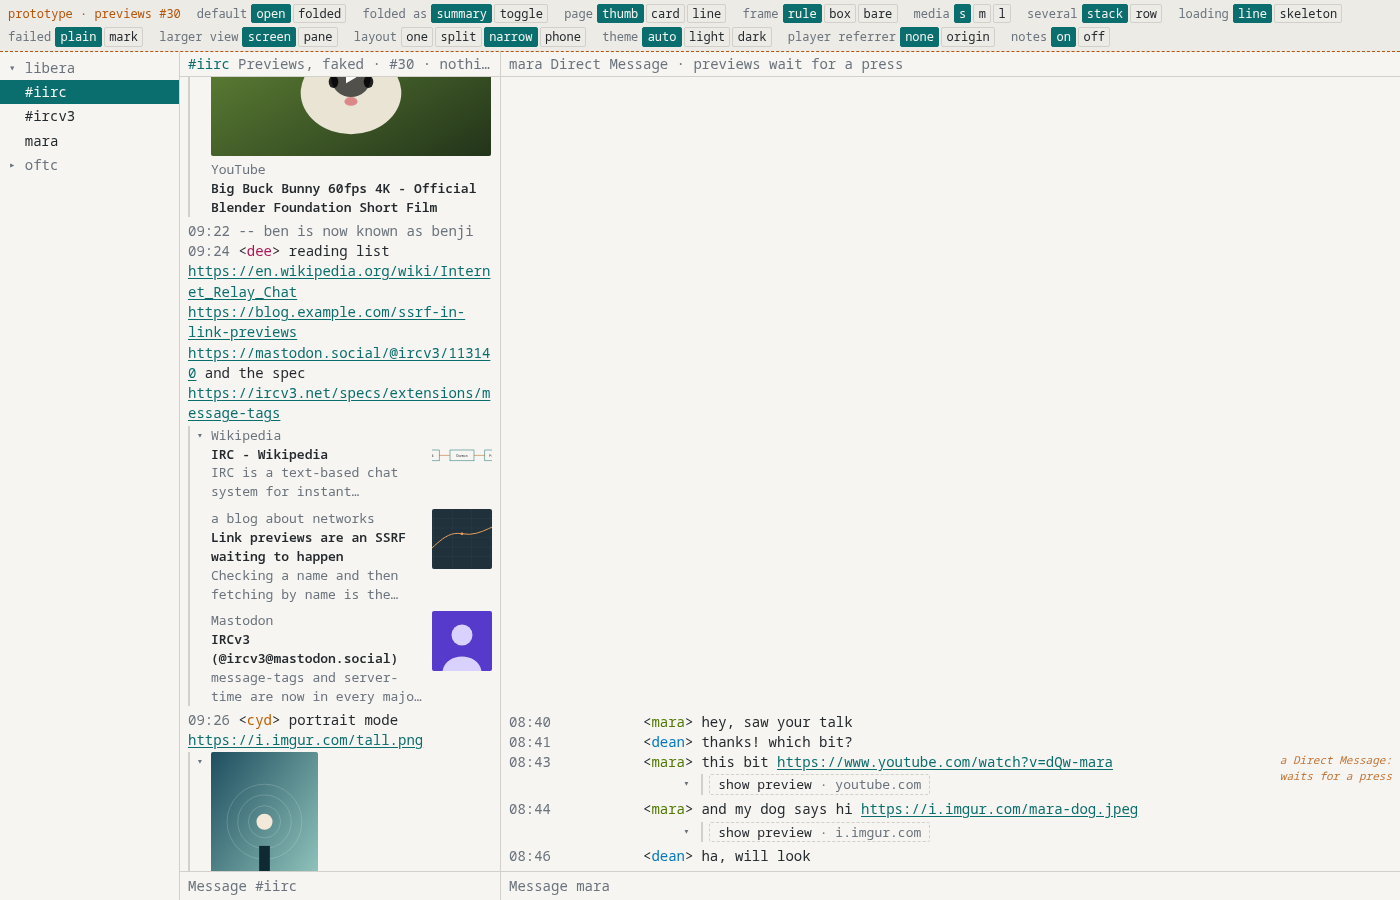 prototype · previews #30 default open folded folded as summary toggle page thumb card line frame rule box bare media s m l several stack row loading line skeleton
failed plain mark larger view screen pane layout one split narrow phone theme auto light dark player referrer none origin notes on off
▾ libera
#iirc
#ircv3
mara
▸ oftc
#iirc Previews, faked · #30 · nothi…
YouTube
Big Buck Bunny 60fps 4K - Official
Blender Foundation Short Film
09:22 -- ben is now known as benji
09:24 <dee> reading list
https://en.wikipedia.org/wiki/Intern
et_Relay_Chat
https://blog.example.com/ssrf-in-
link-previews
https://mastodon.social/@ircv3/11314
0 and the spec
https://ircv3.net/specs/extensions/m
essage-tags
▾ Wikipedia
IRC - Wikipedia
IRC is a text-based chat
system for instant…
a blog about networks
Link previews are an SSRF
waiting to happen
Checking a name and then
fetching by name is the…
Mastodon
IRCv3
(@ircv3@mastodon.social)
message-tags and server-
time are now in every majo…
09:26 <cyd> portrait mode
https://i.imgur.com/tall.png
▾
Message #iirc
mara Direct Message · previews wait for a press
08:40 <mara> hey, saw your talk
08:41 <dean> thanks! which bit?
08:43 <mara> this bit https://www.youtube.com/watch?v=dQw-mara
a Direct Message:
waits for a press
▾ show preview · youtube.com
08:44 <mara> and my dog says hi https://i.imgur.com/mara-dog.jpeg
▾ show preview · i.imgur.com
08:46 <dean> ha, will look
Message mara